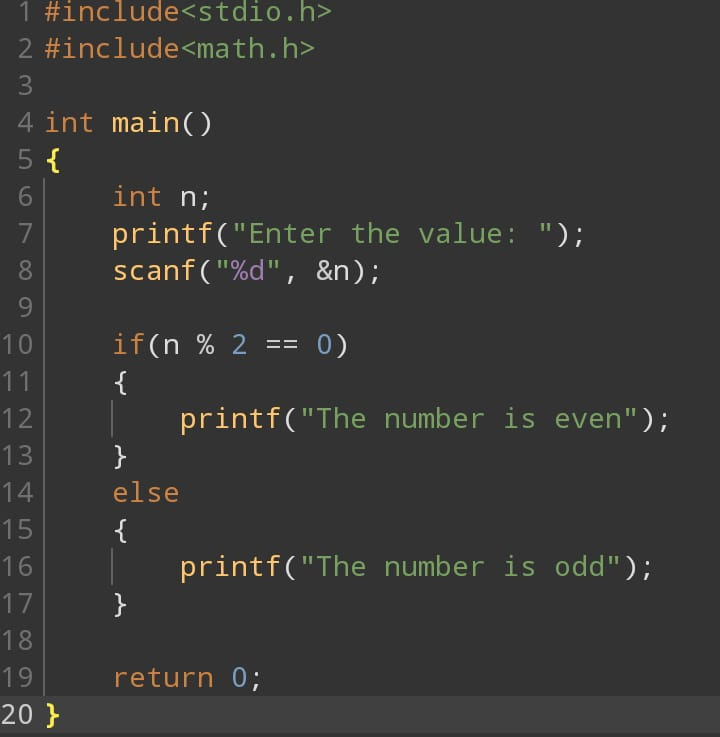 1 #include<stdio.h>
2 #include<math.h>
3
4 int main()
5 {
6     int n;
7     printf("Enter the value: ");
8     scanf("%d", &n);
9
10     if(n % 2 == 0)
11     {
12         printf("The number is even");
13     }
14     else
15     {
16         printf("The number is odd");
17     }
18
19     return 0;
20 }